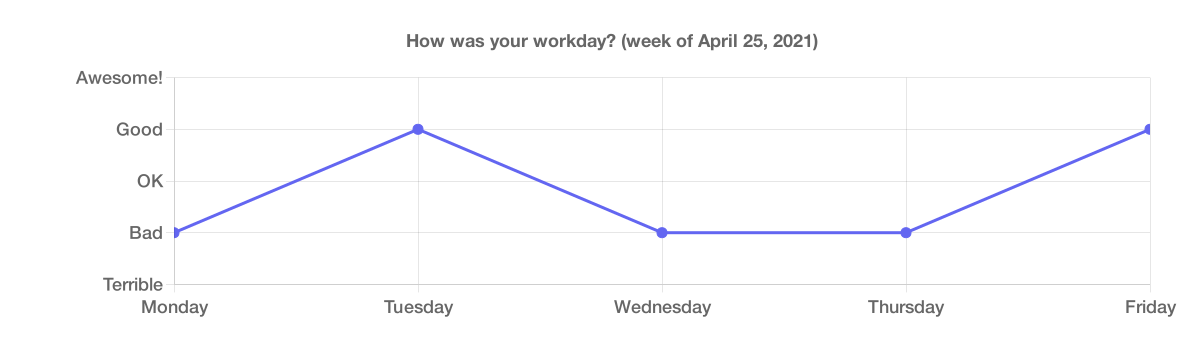 How was your workday? (week of April 25, 2021)
Awesome!
Good
OK
Bad
Terrible
Monday Tuesday Wednesday Thursday Friday